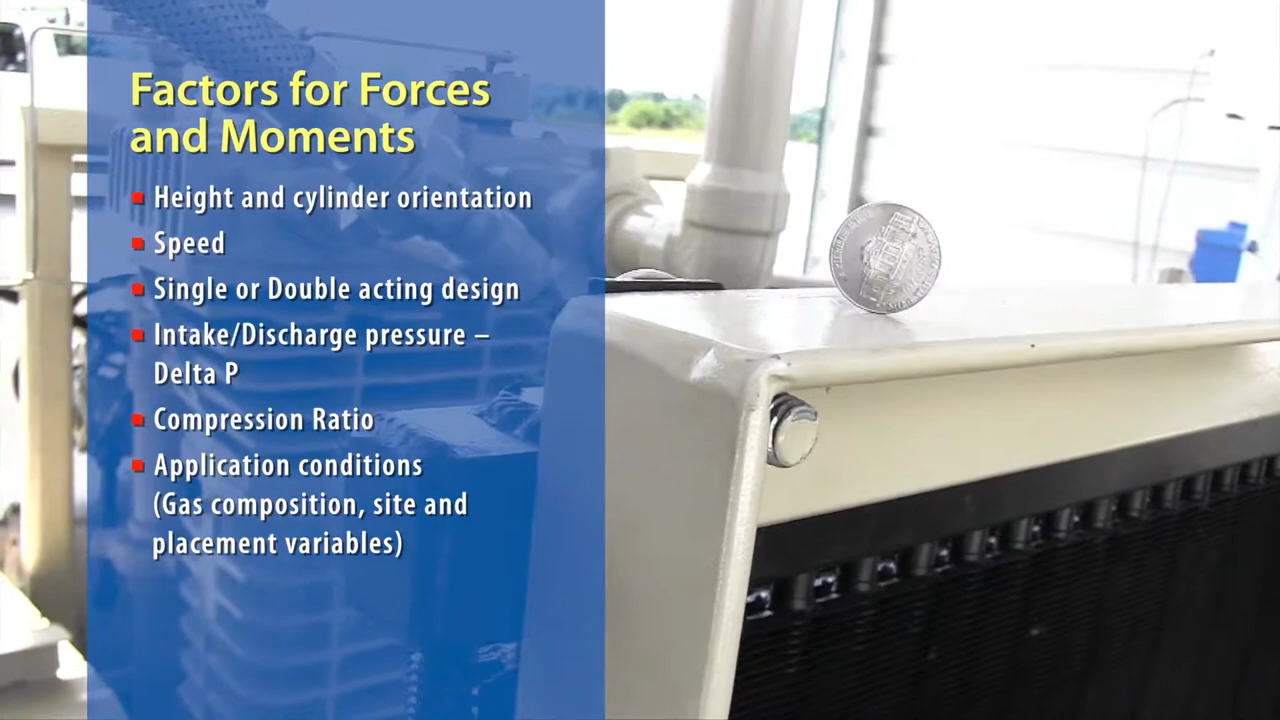 Factors for Forces
and Moments
Height and cylinder orientation
Speed
Single or Double acting design
Intake/Discharge pressure –
Delta P
Compression Ratio
Application conditions
(Gas composition, site and
placement variables)